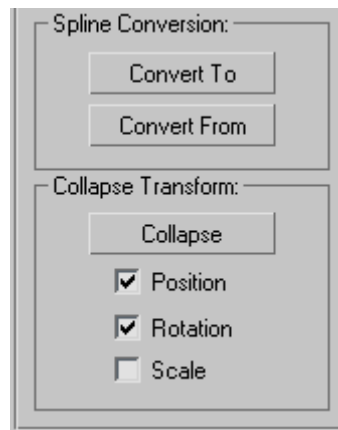 Spline Conversion:
Convert To
Convert From
Collapse Transform:
Collapse
Position
Rotation
Scale